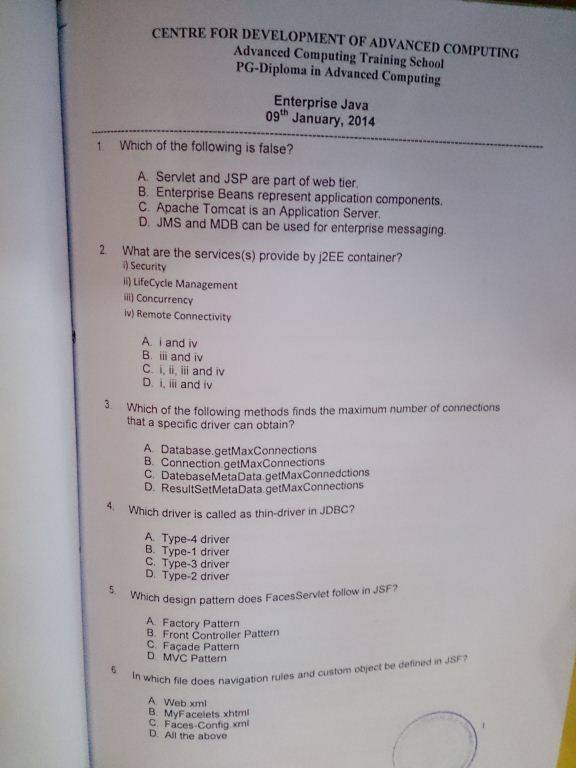 CENTRE FOR DEVELOPMENT OF ADVANCED COMPUTING
Advanced Computing Training School
PG-Diploma in Advanced Computing
Enterprise Java
09th January, 2014
1. Which of the following is false?
A. Servlet and JSP are part of web tier.
B. Enterprise Beans represent application components.
C. Apache Tomcat is an Application Server.
D. JMS and MDB can be used for enterprise messaging.
2. What are the services(s) provide by j2EE container?
i) Security
ii) LifeCycle Management
iii) Concurrency
iv) Remote Connectivity
A. i and iv
B. iii and iv
C. i, ii, iii and iv
D. i, iii and iv
3. Which of the following methods finds the maximum number of connections
that a specific driver can obtain?
A. Database.getMaxConnections
B. Connection.getMaxConnections
C. DatebaseMetaData.getMaxConnedctions
D. ResultSetMetaData.getMaxConnections
4. Which driver is called as thin-driver in JDBC?
A. Type-4 driver
B. Type-1 driver
C. Type-3 driver
D. Type-2 driver
5. Which design pattern does FacesServlet follow in JSF?
A. Factory Pattern
B. Front Controller Pattern
C. Façade Pattern
D. MVC Pattern
6. In which file does navigation rules and custom object be defined in JSF?
A. Web.xml
B. MyFacelets.xhtml
C. Faces-Config.xml
D. All the above
1